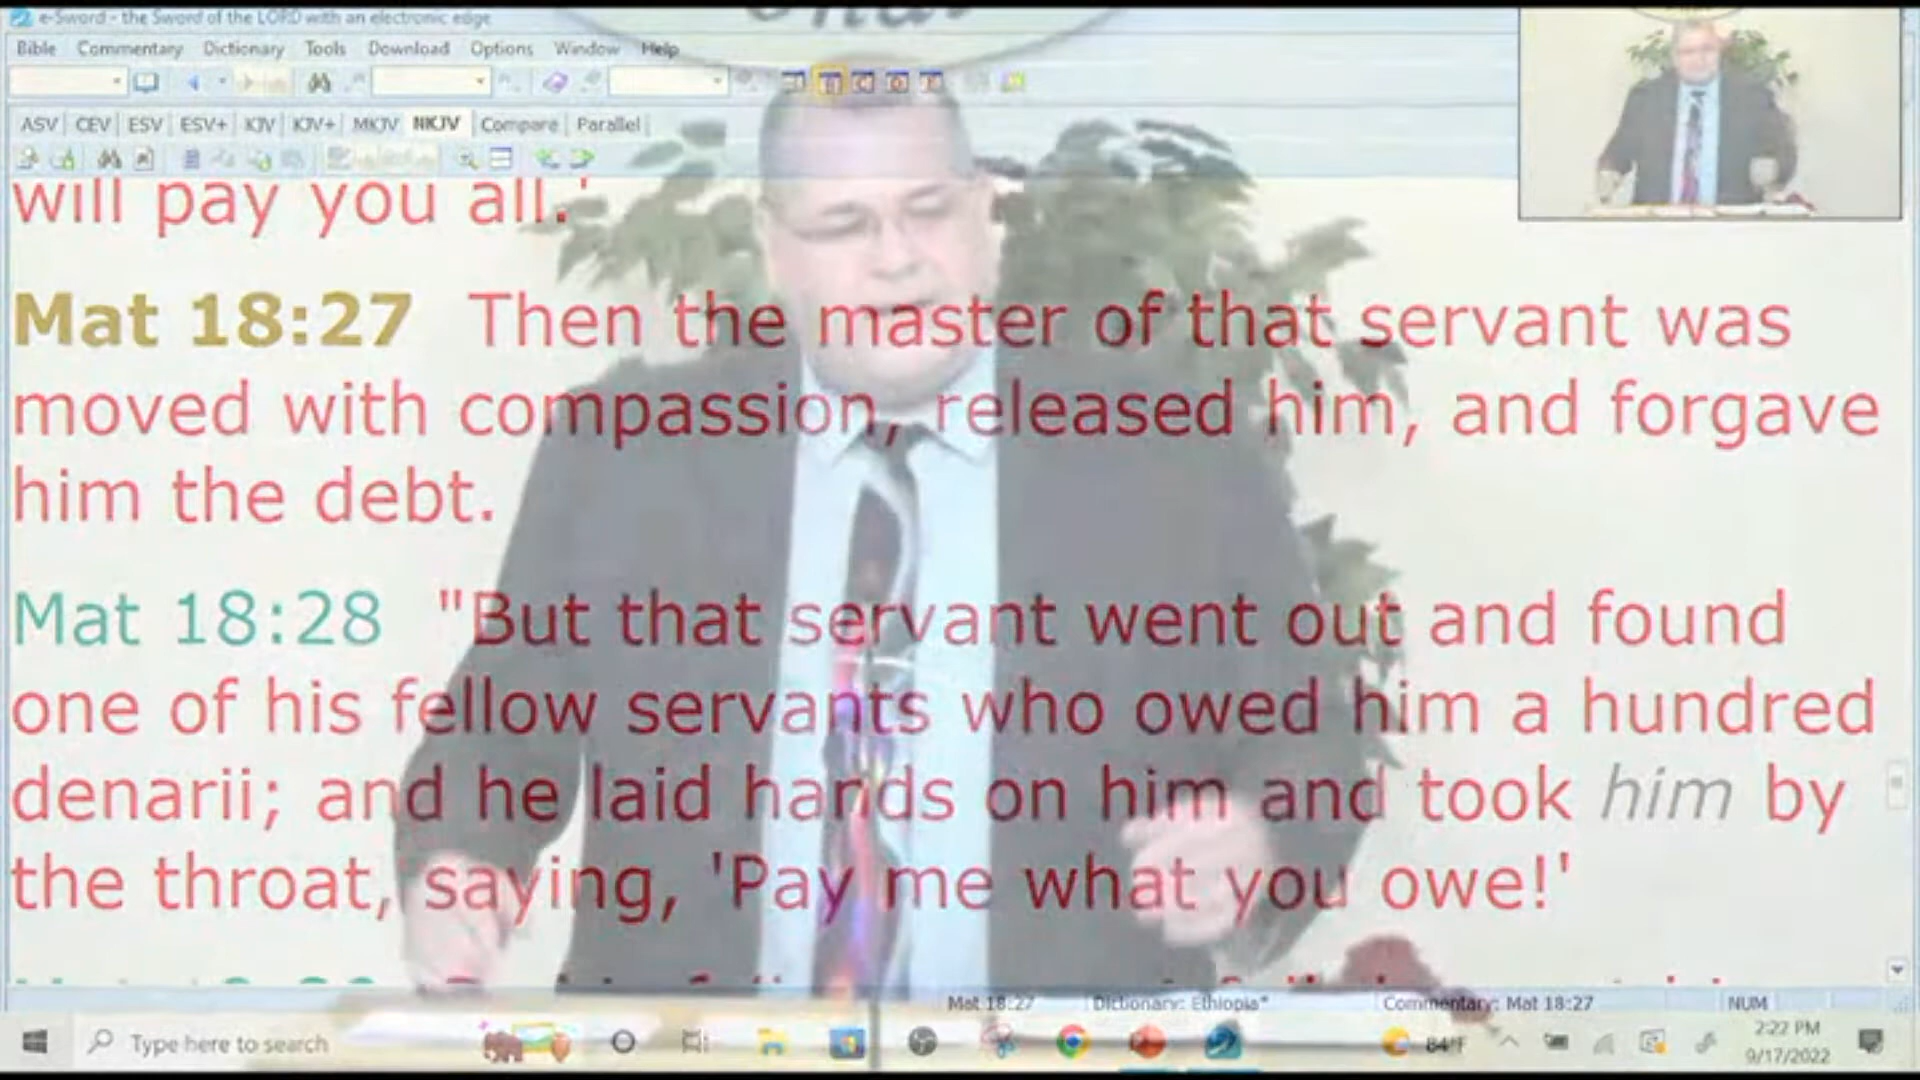 e-Sword - the Sword of the LORD with an electronic edge
Bible Commentary Dictionary Tools Download Options Window Help
ASV CEV ESV ESV+ KJV KJV+ MKJV NKJV Compare Parallel
will pay you all.'
Mat 18:27 Then the master of that servant was
moved with compassion, released him, and forgave
him the debt.
Mat 18:28 "But that servant went out and found
one of his fellow servants who owed him a hundred
denarii; and he laid hands on him and took him by
the throat, saying, 'Pay me what you owe!'
Mat 18:27 Dictionary: Ethiopia* Commentary: Mat 18:27 NUM
Type here to search
84°F
2:22 PM
9/17/2022